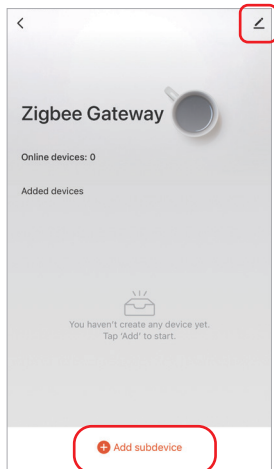 Zigbee Gateway
Online devices: 0
Added devices
You haven't create any device yet.
Tap 'Add' to start.
Add subdevice